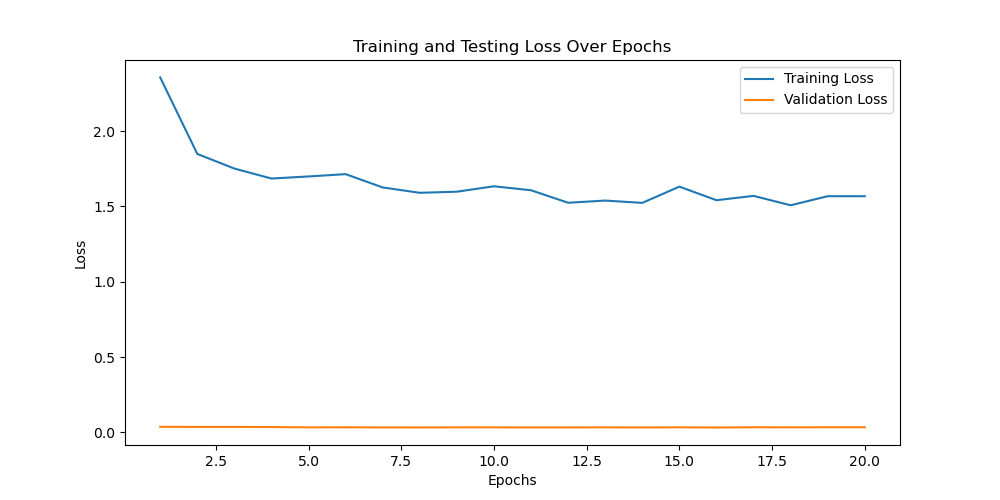 Training and Testing Loss Over Epochs
Training Loss
Validation Loss
2.0
1.5
1.0
0.5
0.0
Loss
2.5
5.0
7.5
10.0
12.5
15.0
17.5
20.0
Epochs